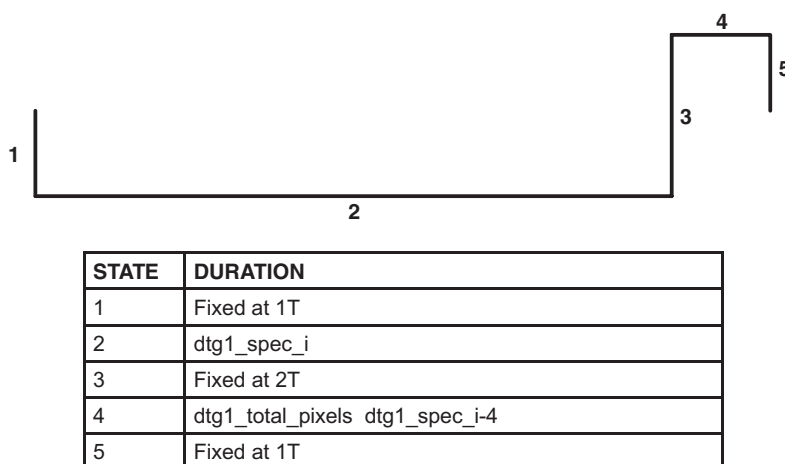 4
5
3
1
2
STATE DURATION
1 Fixed at 1T
2 dtg1_spec_i
3 Fixed at 2T
4 dtg1_total_pixels dtg1_spec_i-4
5 Fixed at 1T